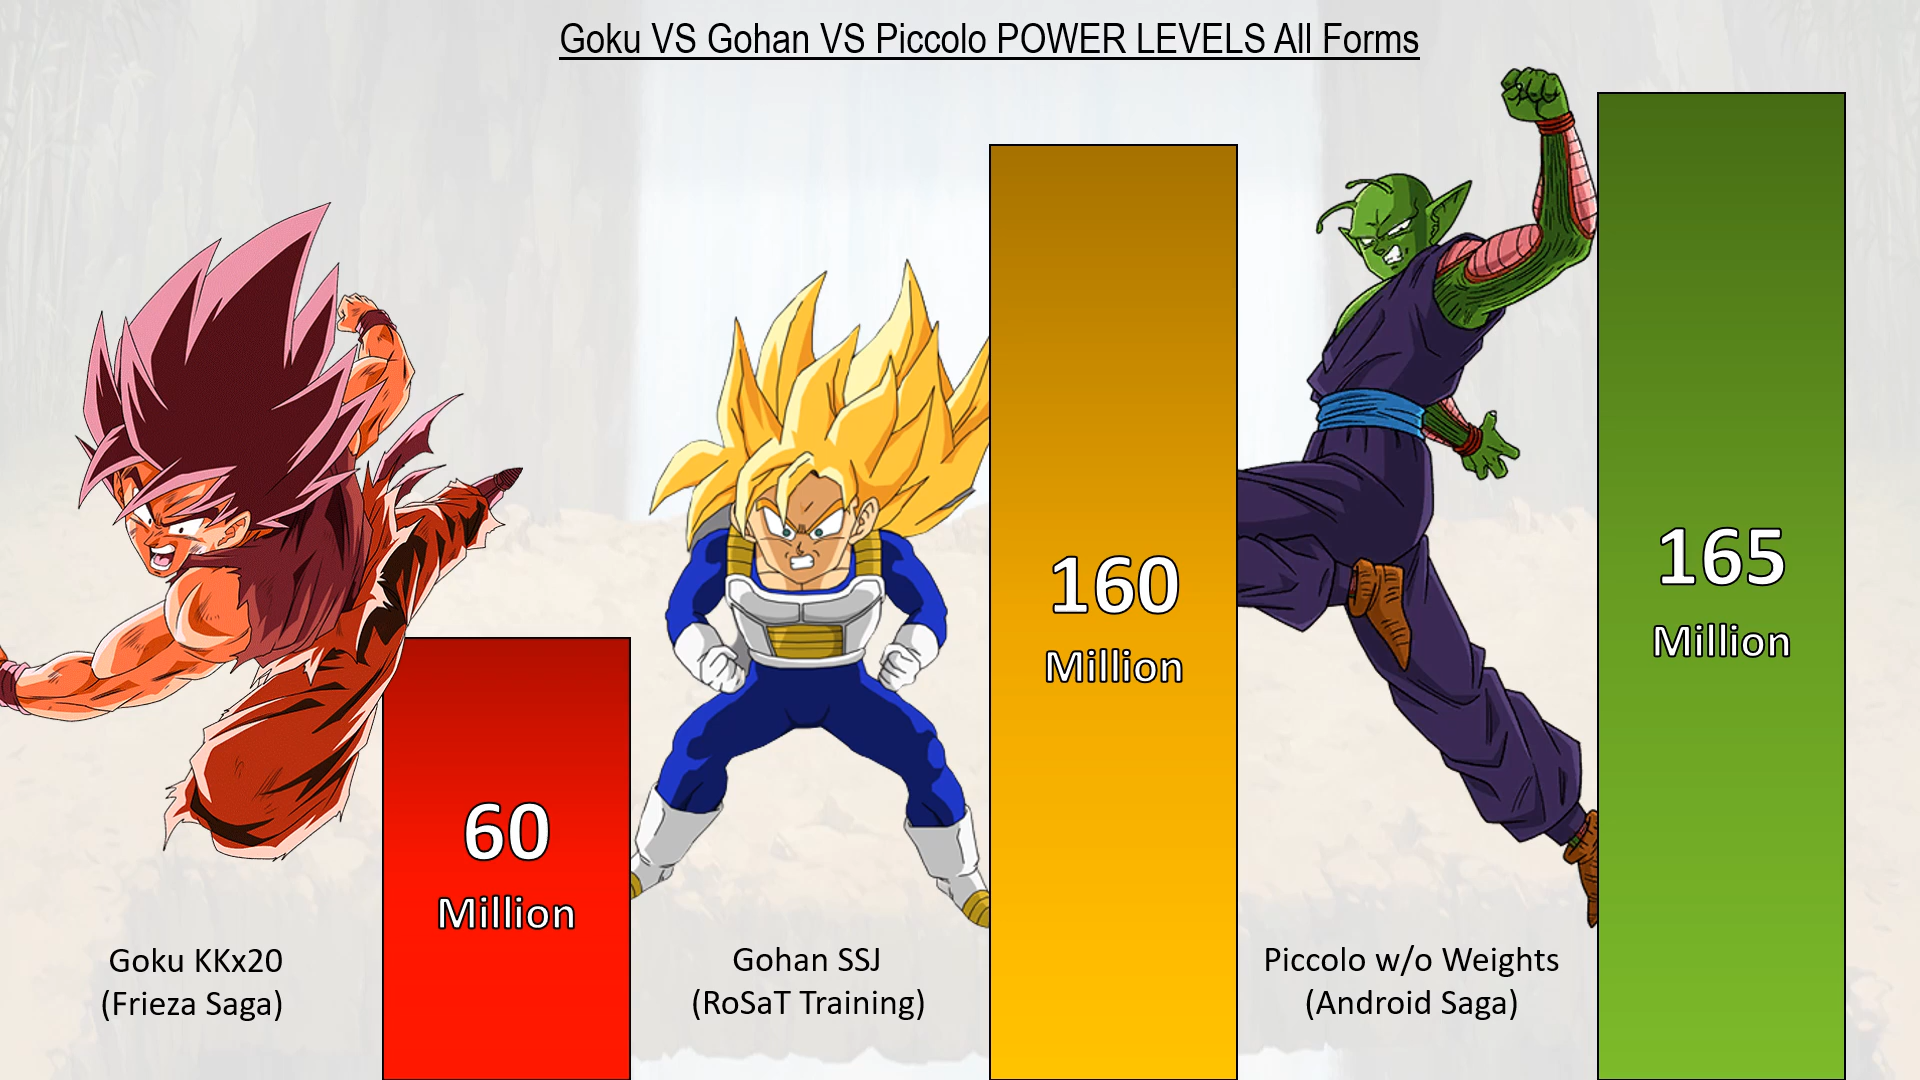 Goku VS Gohan VS Piccolo POWER LEVELS All Forms
60
Million
Goku KKx20
(Frieza Saga)
160
Million
Gohan SSJ
(RoSaT Training)
165
Million
Piccolo w/o Weights
(Android Saga)